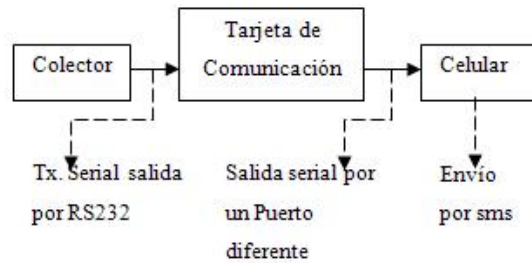 Colector
Tarjeta de
Comunicación
Celular
Tx. Serial salida
por RS232
Salida serial por
un Puerto
diferente
Envío
por sms